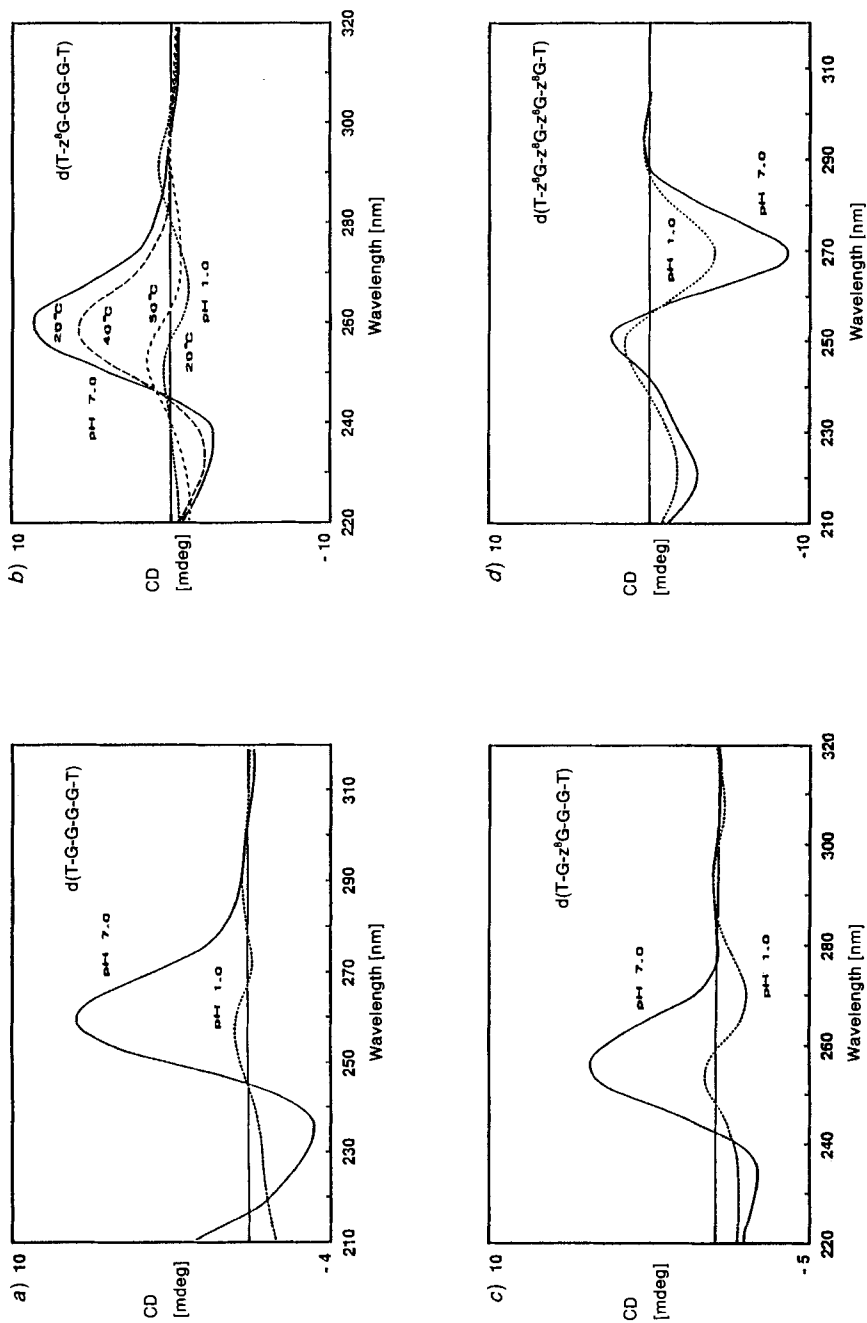 a) 10
CD
[mdeg]
- 4
d(T-G-G-G-G-T)
pH 7.0
pH 1.0
210 230 250 270 290 310
Wavelength [nm]
b) 10
CD
[mdeg]
- 10
d(T-z⁸G-G-G-G-T)
20°C
40°C
50°C
20°C
pH 7.0
pH 1.0
220 240 260 280 300 320
Wavelength [nm]
c) 10
CD
[mdeg]
- 5
d(T-G-z⁸G-G-G-T)
pH 7.0
pH 1.0
220 240 260 280 300 320
Wavelength [nm]
d) 10
CD
[mdeg]
- 10
d(T-z⁸G-z⁸G-z⁸G-z⁸G-T)
pH 1.0
pH 7.0
210 230 250 270 290 310
Wavelength [nm]